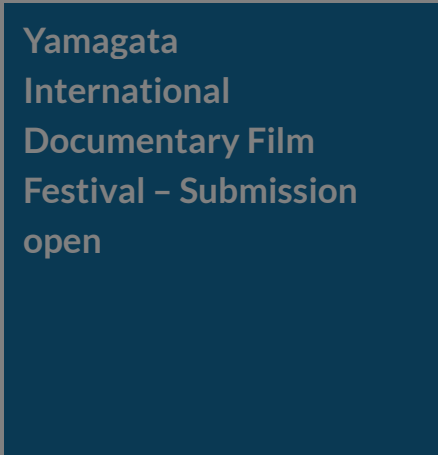 Yamagata
International
Documentary Film
Festival – Submission
open